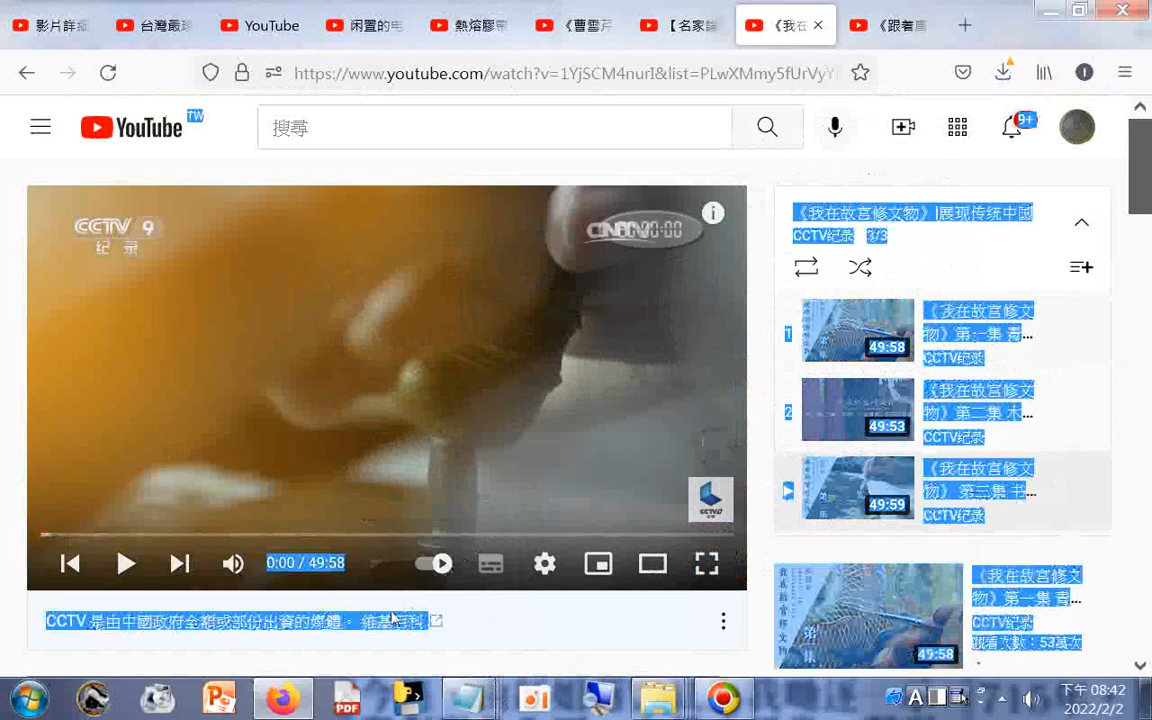 影片詳細
台灣最珍
YouTube
闲置的电
熱熔膠
《曹雪芹
【名家論
《我在
《跟着唐
https://www.youtube.com/watch?v=1YjSCM4nurI&list=PLwXMmy5fUrVyY
YouTube
TW
搜尋
9+
CCTV 9
纪 录
《我在故宫修文物》|展现传统中国
CCTV纪录 3/3
1
49:58
《我在故宫修文
物》第一集 青...
CCTV纪录
2
49:53
《我在故宫修文
物》第二集 木...
CCTV纪录
49:59
《我在故宫修文
物》 第三集 书...
CCTV纪录
0:00 / 49:58
CCTV 是由中國政府全額或部份出資的媒體。 維基百科
49:58
《我在故宫修文
物》第一集 青...
CCTV纪录
觀看次數：53萬次
PDF
A
下午 08:42
2022/2/2